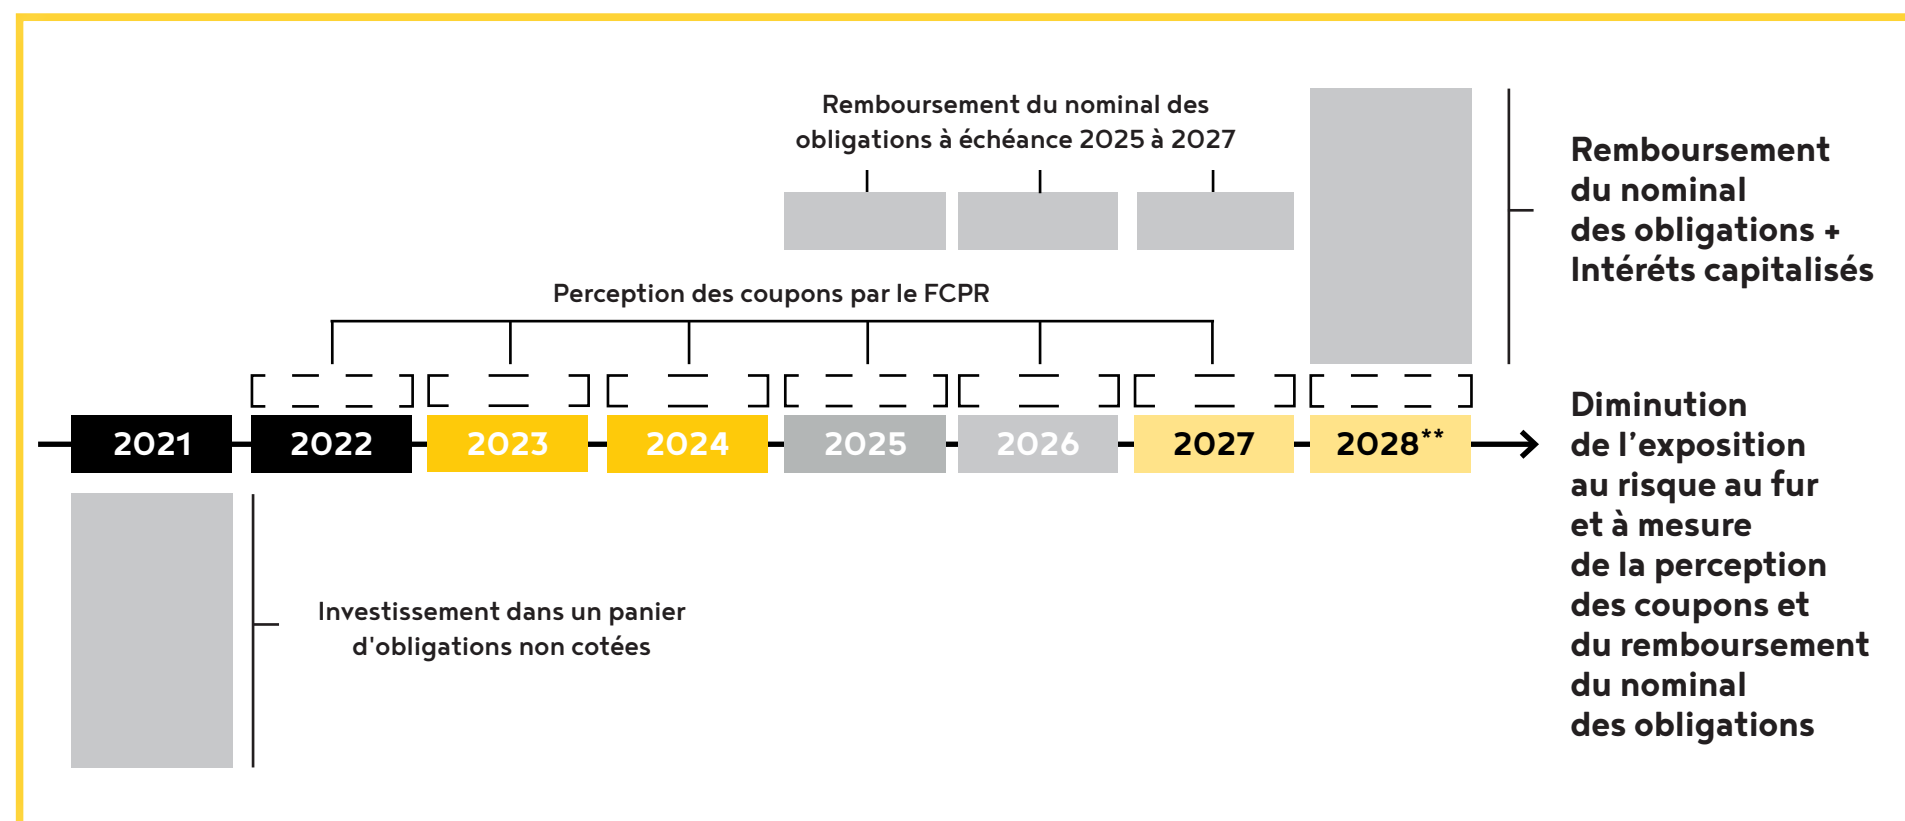 Remboursement du nominal des
obligations à échéance 2025 à 2027
Remboursement
du nominal
des obligations +
Intéréts capitalisés
Perception des coupons par le FCPR
2021
2022
2023
2024
2025
2026
2027
2028**
Diminution
de l'exposition
au risque au fur
et à mesure
de la perception
des coupons et
du remboursement
du nominal
des obligations
Investissement dans un panier
d'obligations non cotées